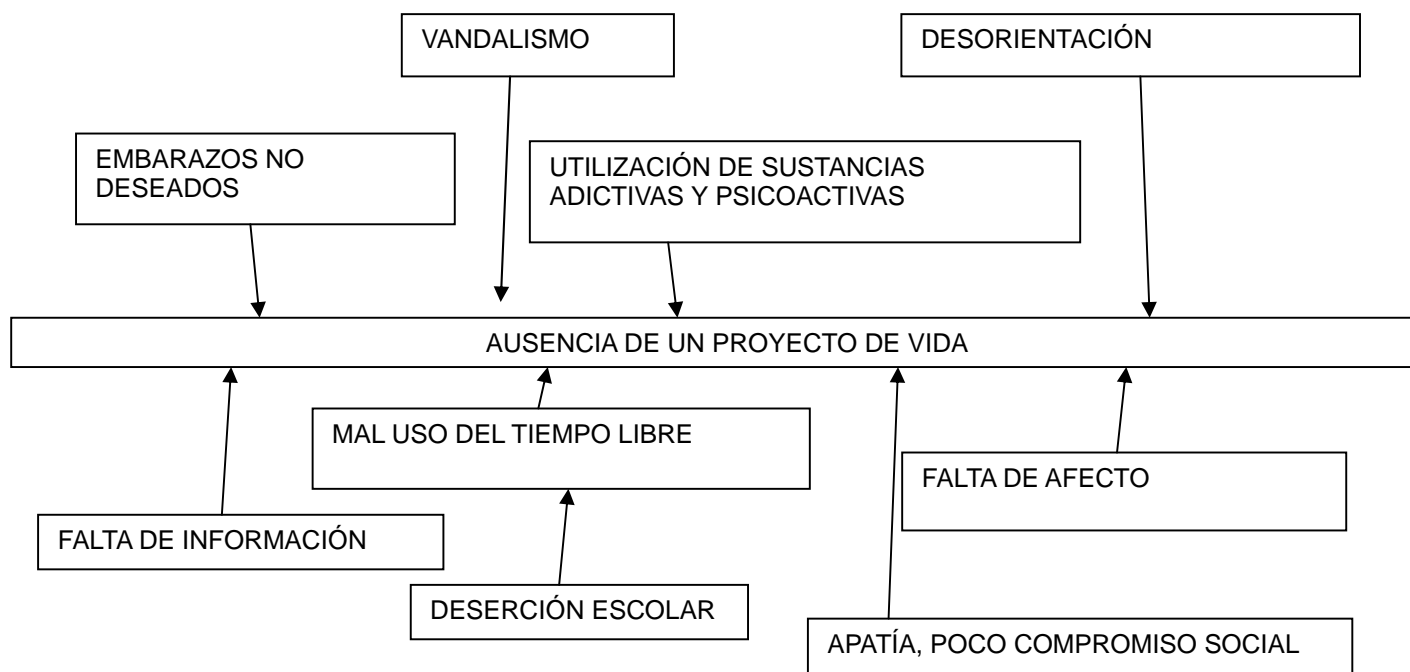 VANDALISMO
DESORIENTACIÓN
EMBARAZOS NO
DESEADOS
UTILIZACIÓN DE SUSTANCIAS
ADICTIVAS Y PSICOACTIVAS
AUSENCIA DE UN PROYECTO DE VIDA
MAL USO DEL TIEMPO LIBRE
FALTA DE AFECTO
FALTA DE INFORMACIÓN
DESERCIÓN ESCOLAR
APATÍA, POCO COMPROMISO SOCIAL